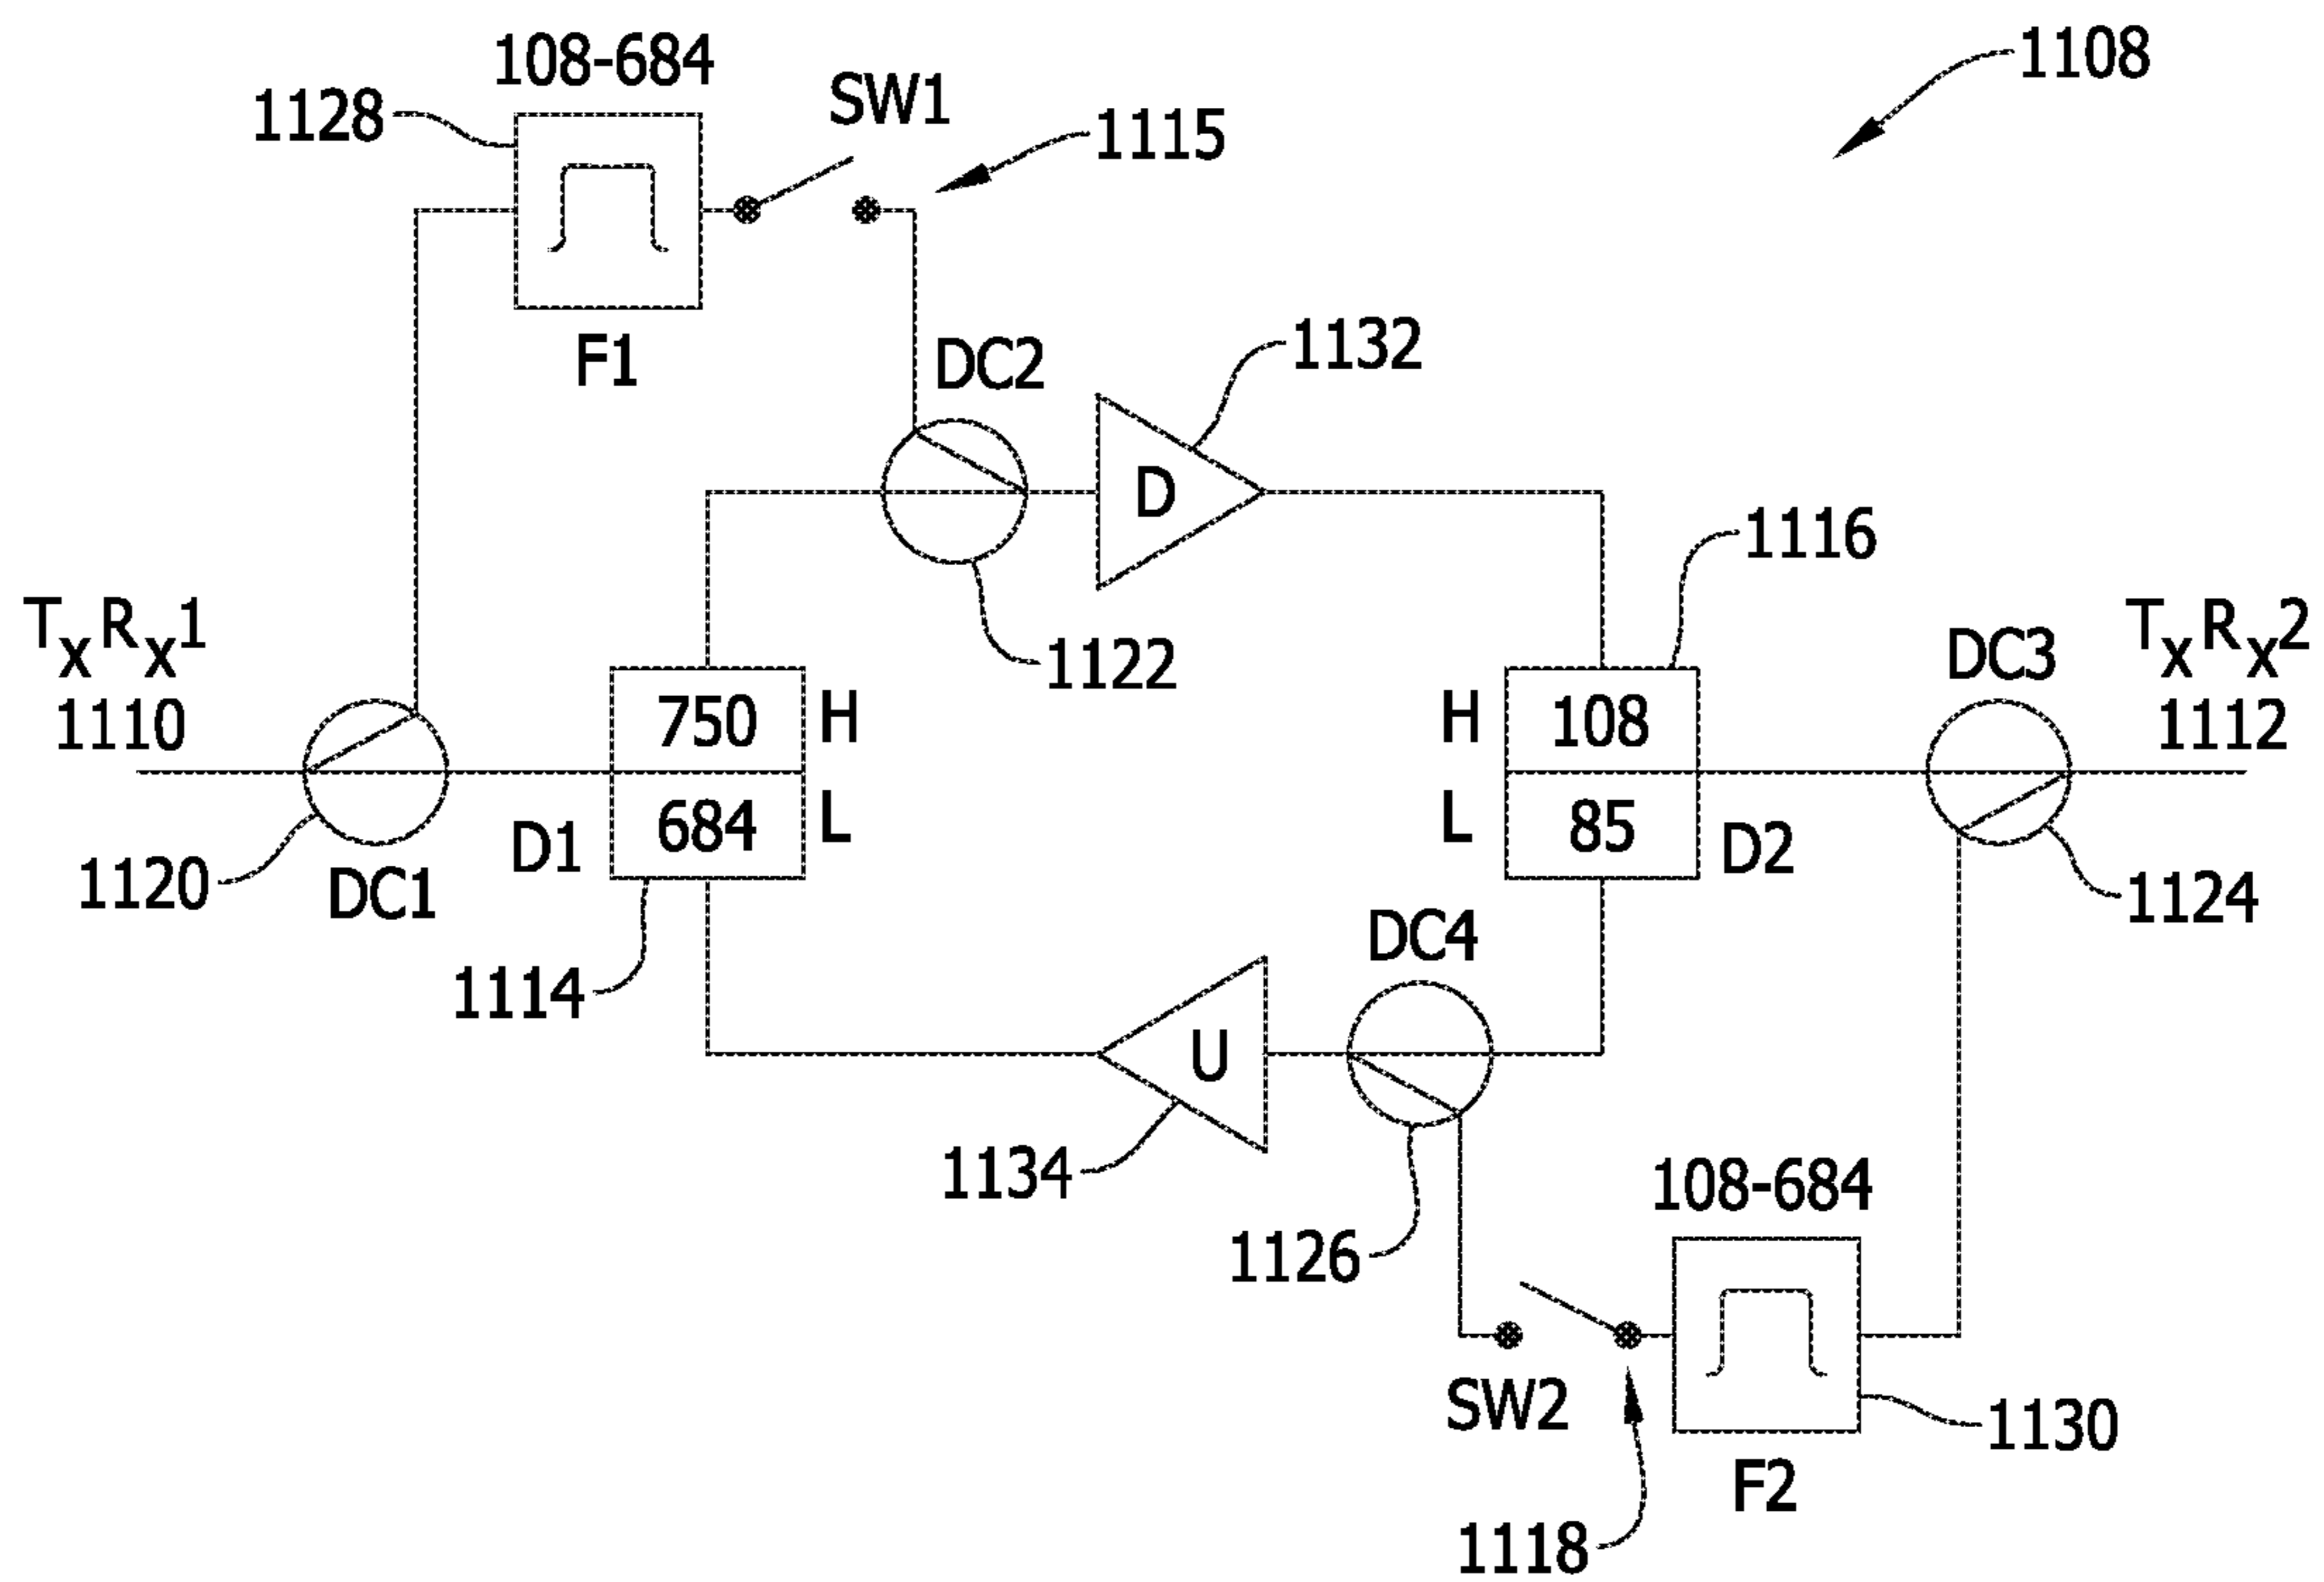 108-684
1128
SW1
1115
1108
F1
DC2
1132
D
1116
TxRx1
1110
1122
750
H
H
108
DC3
TxRx2
1112
1120
DC1
D1
684
L
L
85
D2
1124
1114
DC4
U
1134
1126
108-684
SW2
1130
F2
1118